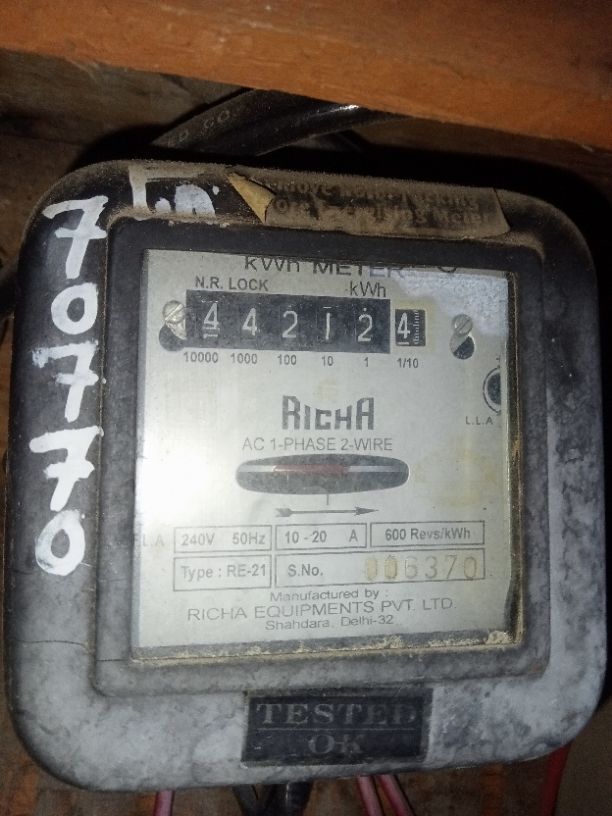 70770
kWh METER
N.R. LOCK kWh
4 4 2 1 2 4
10000 1000 100 10 1 1/10
RICHA
L.L.A
AC 1-PHASE 2-WIRE
240V 50Hz 10 - 20 A 600 Revs/kWh
Type : RE-21 S.No. 006370
Manufactured by :
RICHA EQUIPMENTS PVT. LTD.
Shahdara, Delhi-32
TESTED
OK